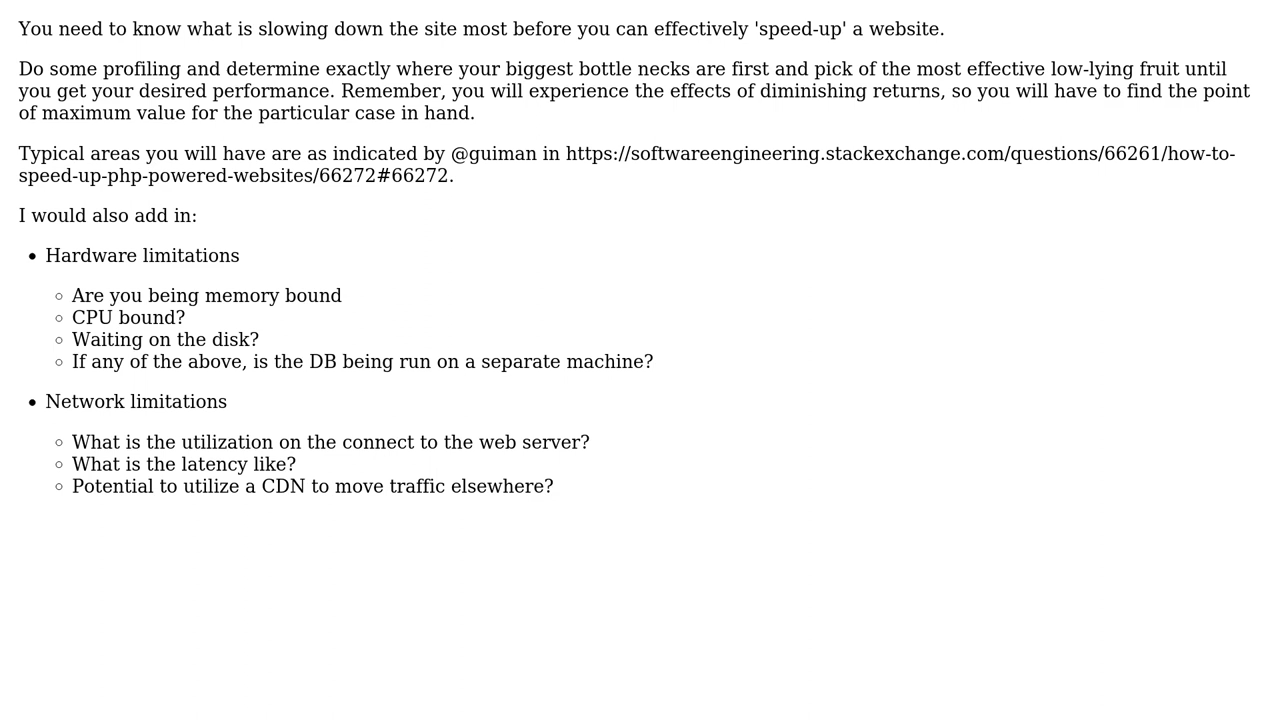 You need to know what is slowing down the site most before you can effectively 'speed-up' a website.
Do some profiling and determine exactly where your biggest bottle necks are first and pick of the most effective low-lying fruit until
you get your desired performance. Remember, you will experience the effects of diminishing returns, so you will have to find the point
of maximum value for the particular case in hand.
Typical areas you will have are as indicated by @guiman in https://softwareengineering.stackexchange.com/questions/66261/how-to-
speed-up-php-powered-websites/66272#66272.
I would also add in:
• Hardware limitations
◦ Are you being memory bound
◦ CPU bound?
◦ Waiting on the disk?
◦ If any of the above, is the DB being run on a separate machine?
• Network limitations
◦ What is the utilization on the connect to the web server?
◦ What is the latency like?
◦ Potential to utilize a CDN to move traffic elsewhere?